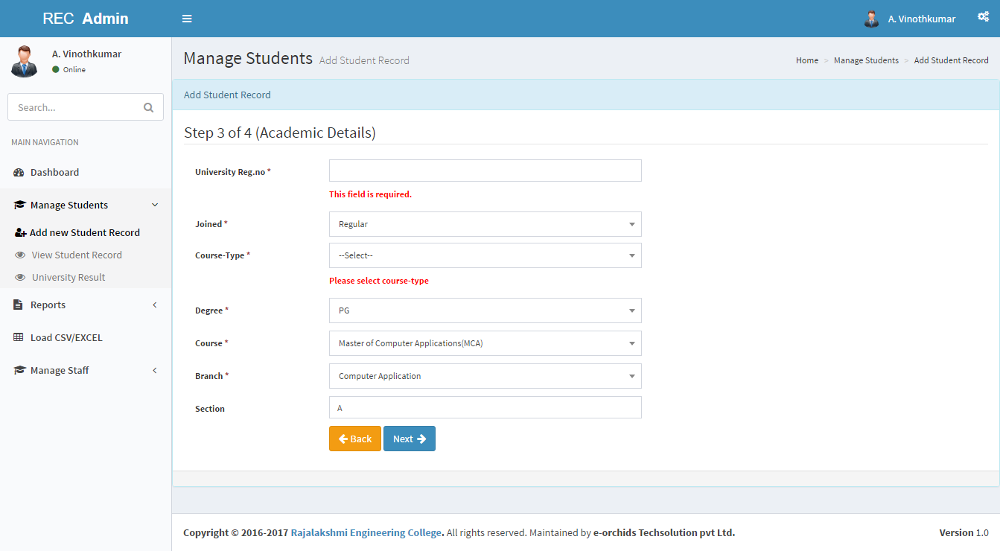 REC Admin
A. Vinothkumar
A. Vinothkumar
Online
Search...
MAIN NAVIGATION
Dashboard
Manage Students
Add new Student Record
View Student Record
University Result
Reports
Load CSV/EXCEL
Manage Staff
Manage Students Add Student Record
Home > Manage Students > Add Student Record
Add Student Record
Step 3 of 4 (Academic Details)
University Reg.no *
This field is required.
Joined * Regular
Course-Type * --Select--
Please select course-type
Degree * PG
Course * Master of Computer Applications(MCA)
Branch * Computer Application
Section A
Back Next
Copyright © 2016-2017 Rajalakshmi Engineering College. All rights reserved. Maintained by e-orchids Techsolution pvt Ltd.
Version 1.0